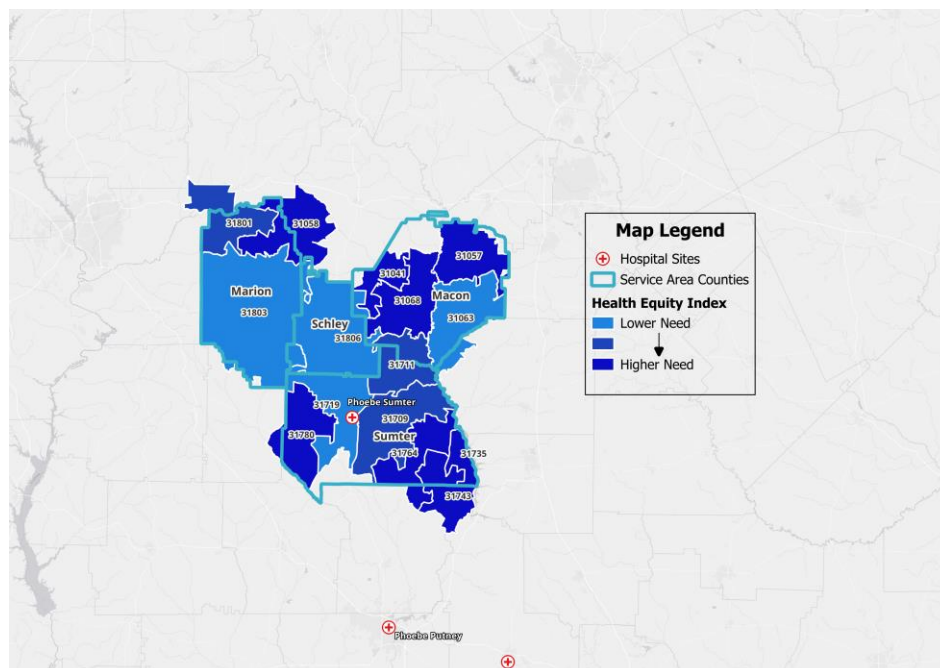 31801
31058
Marion
31803
Schley
31806
31041
31068
31057
Macon
31063
31711
31719
Phoebe Sumter
31709
Sumter
31780
31764
31735
31743
Phoebe Putney
Map Legend
Hospital Sites
Service Area Counties
Health Equity Index
Lower Need
Higher Need